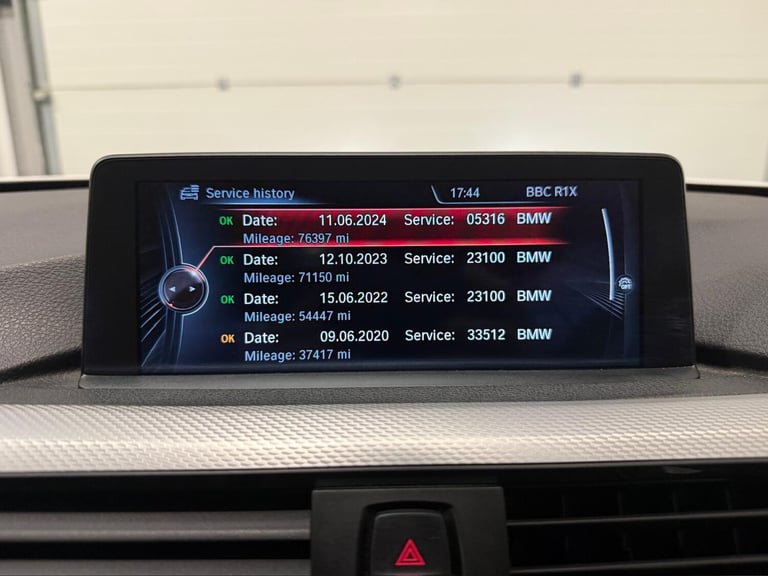 Service history 17:44 BBC R1X
OK Date: 11.06.2024 Service: 05316 BMW
Mileage: 76397 mi
OK Date: 12.10.2023 Service: 23100 BMW
Mileage: 71150 mi
OK Date: 15.06.2022 Service: 23100 BMW
Mileage: 54447 mi
OK Date: 09.06.2020 Service: 33512 BMW
Mileage: 37417 mi
OFF